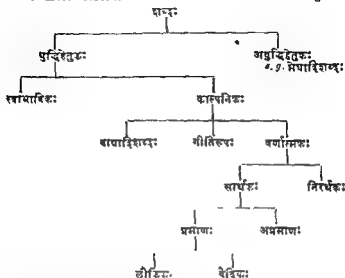 शब्दः
बुद्धिहेतुकः अबुद्धिहेतुकः
e. g. मेघादिशब्दः
स्वाभाविकः काल्पनिकः
वाद्यादिशब्दः गीतिरूपः वर्णात्मकः
सार्थकः निरर्थकः
प्रमाणः अप्रमाणः
लौकिकः वैदिकः